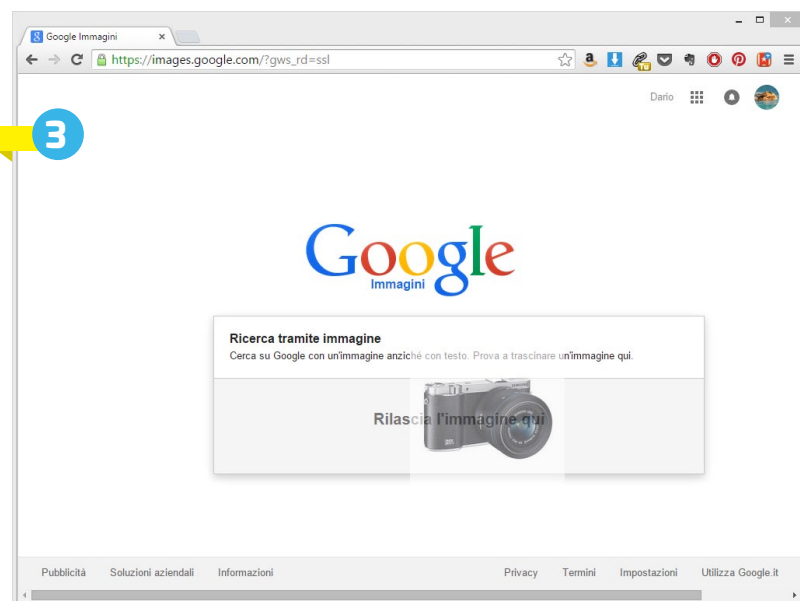 Google Immagini
https://images.google.com/?gws_rd=ssl
Dario
3
Google
Immagini
Ricerca tramite immagine
Cerca su Google con un'immagine anziché con testo. Prova a trascinare un'immagine qui.
Rilascia l'immagine qui
Pubblicità Soluzioni aziendali Informazioni Privacy Termini Impostazioni Utilizza Google.it